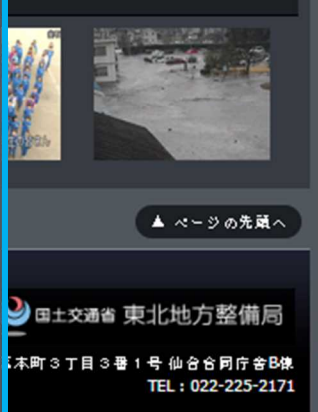 さん
▲ ページの先頭へ
国土交通省 東北地方整備局
本町3丁目3番1号 仙台合同庁舎B棟
TEL : 022-225-2171